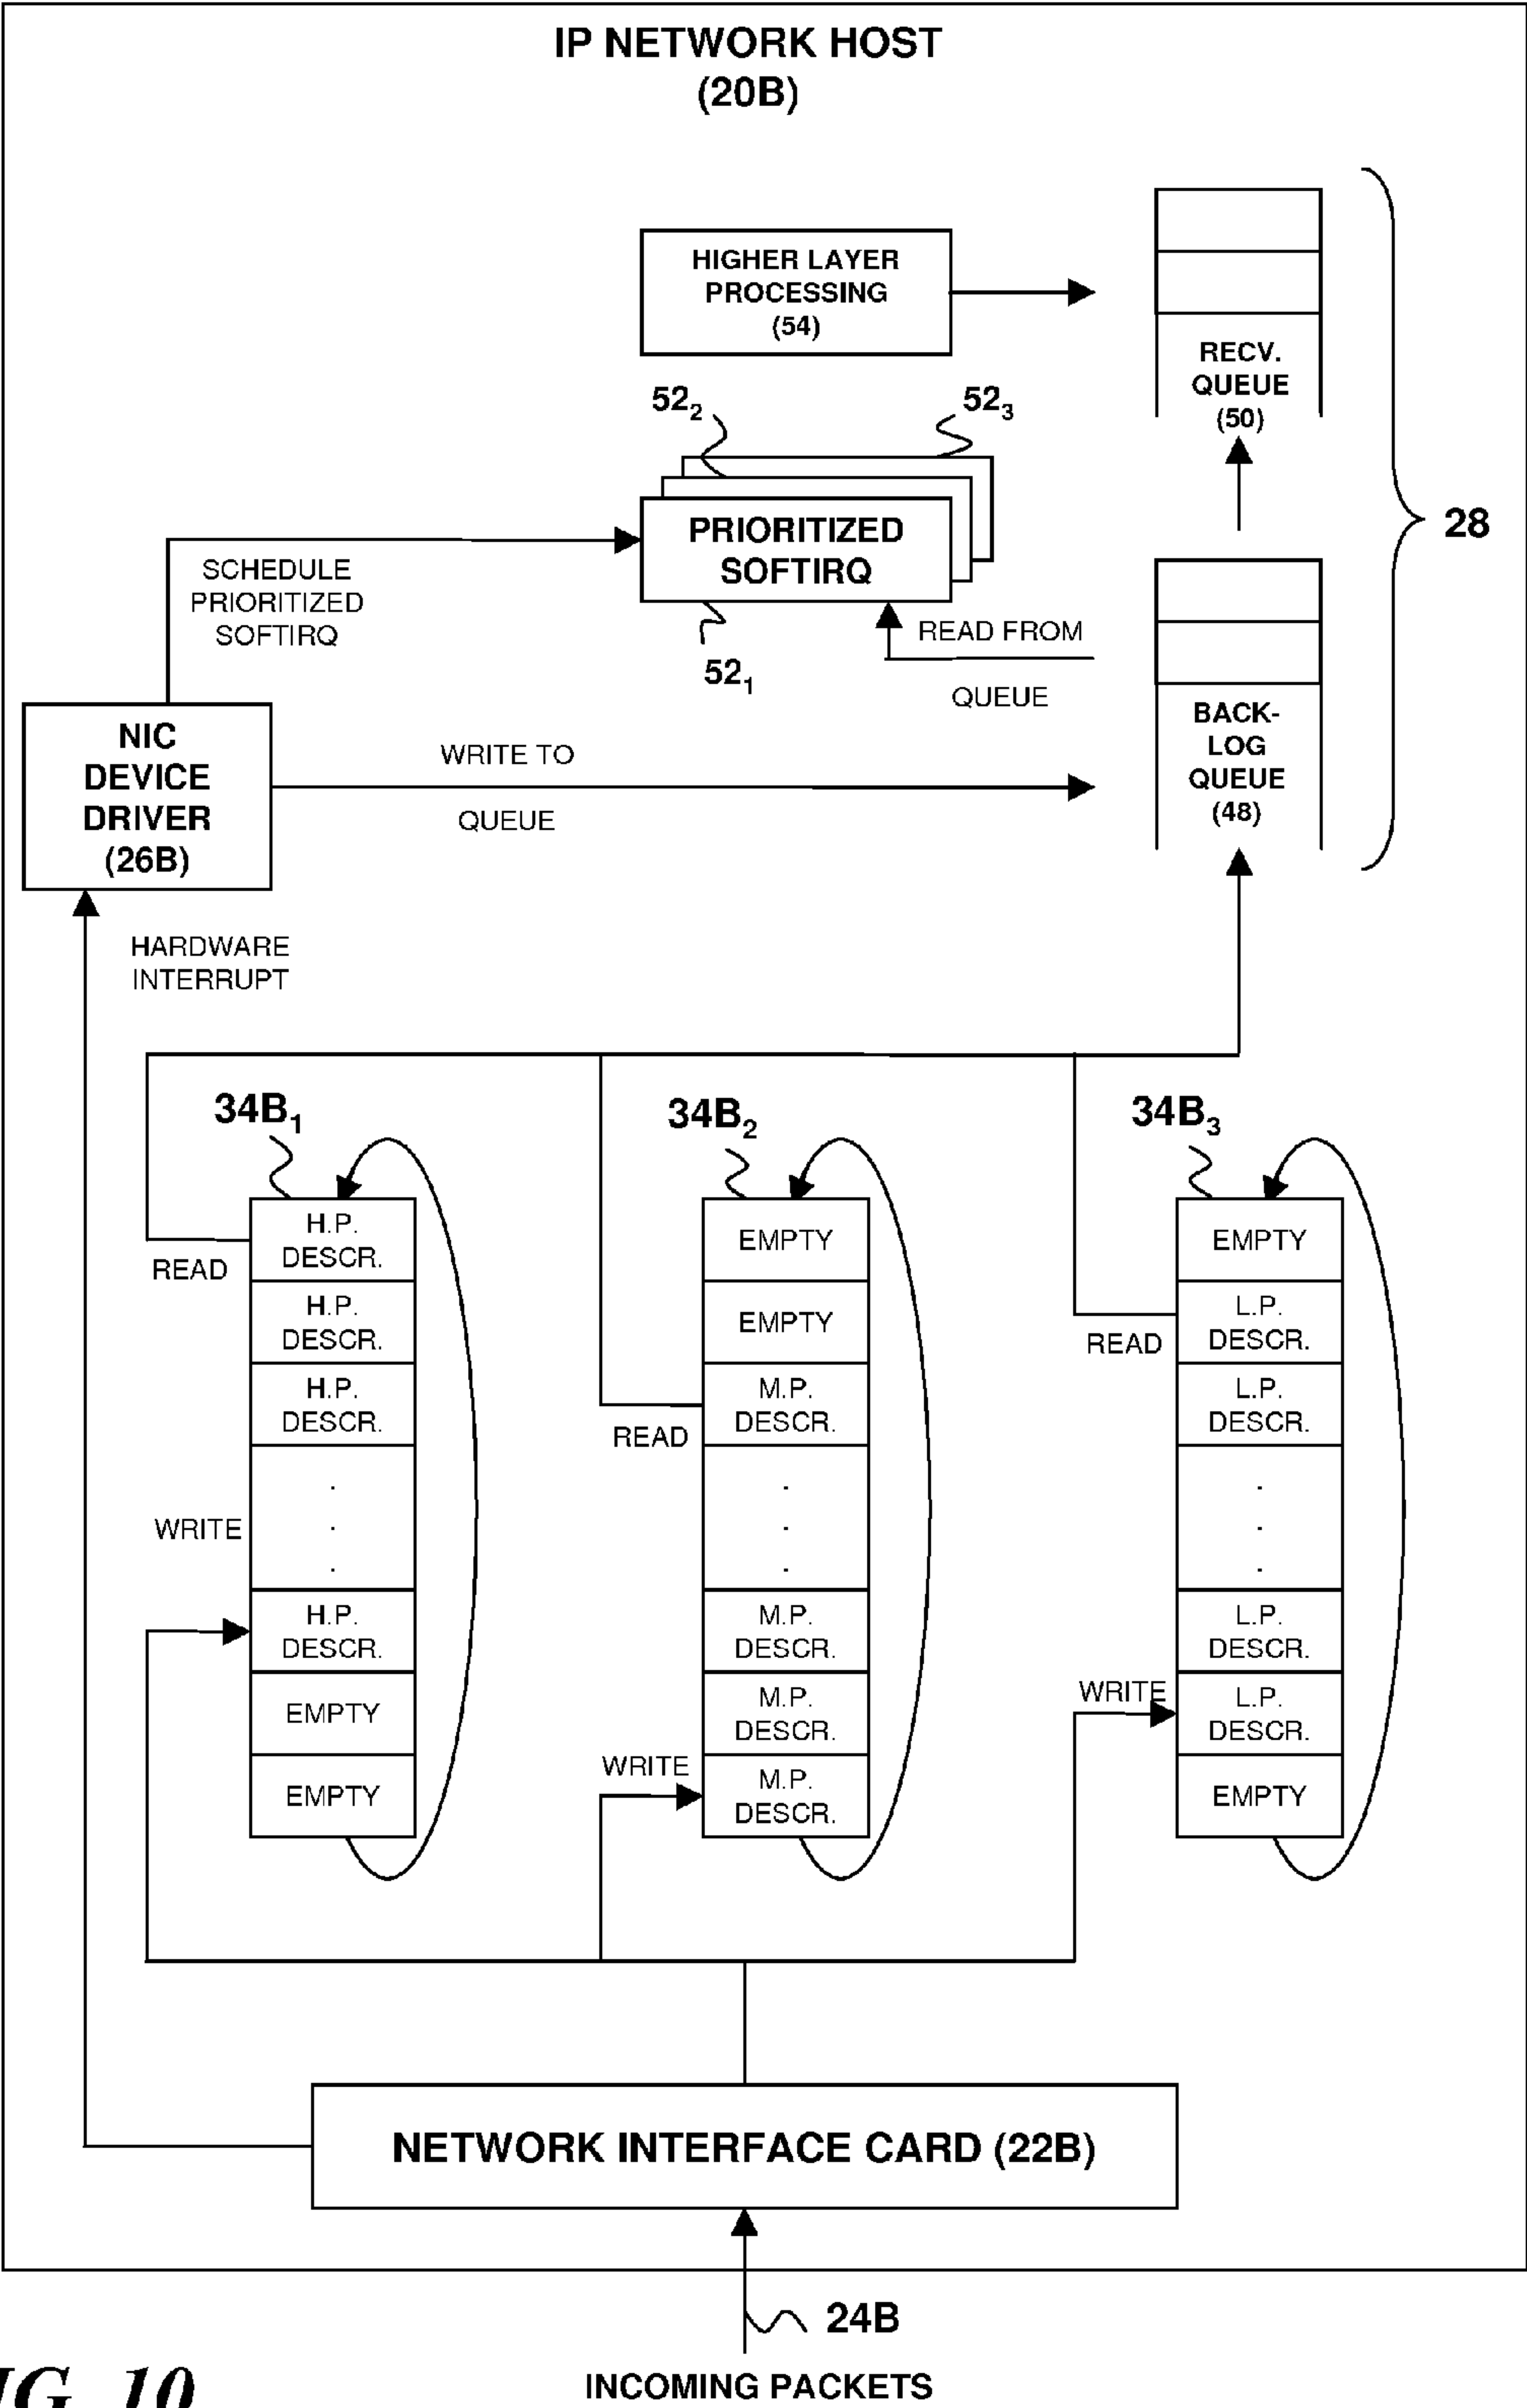 IP NETWORK HOST
(20B)
HIGHER LAYER
PROCESSING
(54)
RECV.
QUEUE
(50)
52₂
52₃
PRIORITIZED
SOFTIRQ
28
SCHEDULE
PRIORITIZED
SOFTIRQ
READ FROM
QUEUE
52₁
NIC
DEVICE
DRIVER
(26B)
WRITE TO
QUEUE
BACK-
LOG
QUEUE
(48)
HARDWARE
INTERRUPT
34B₁
H.P.
DESCR.
READ
H.P.
DESCR.
H.P.
DESCR.
.
.
.
WRITE
H.P.
DESCR.
EMPTY
EMPTY
34B₂
EMPTY
EMPTY
M.P.
DESCR.
READ
.
.
.
M.P.
DESCR.
M.P.
DESCR.
WRITE
M.P.
DESCR.
34B₃
EMPTY
L.P.
DESCR.
READ
L.P.
DESCR.
.
.
.
L.P.
DESCR.
WRITE
L.P.
DESCR.
EMPTY
NETWORK INTERFACE CARD (22B)
24B
INCOMING PACKETS
10